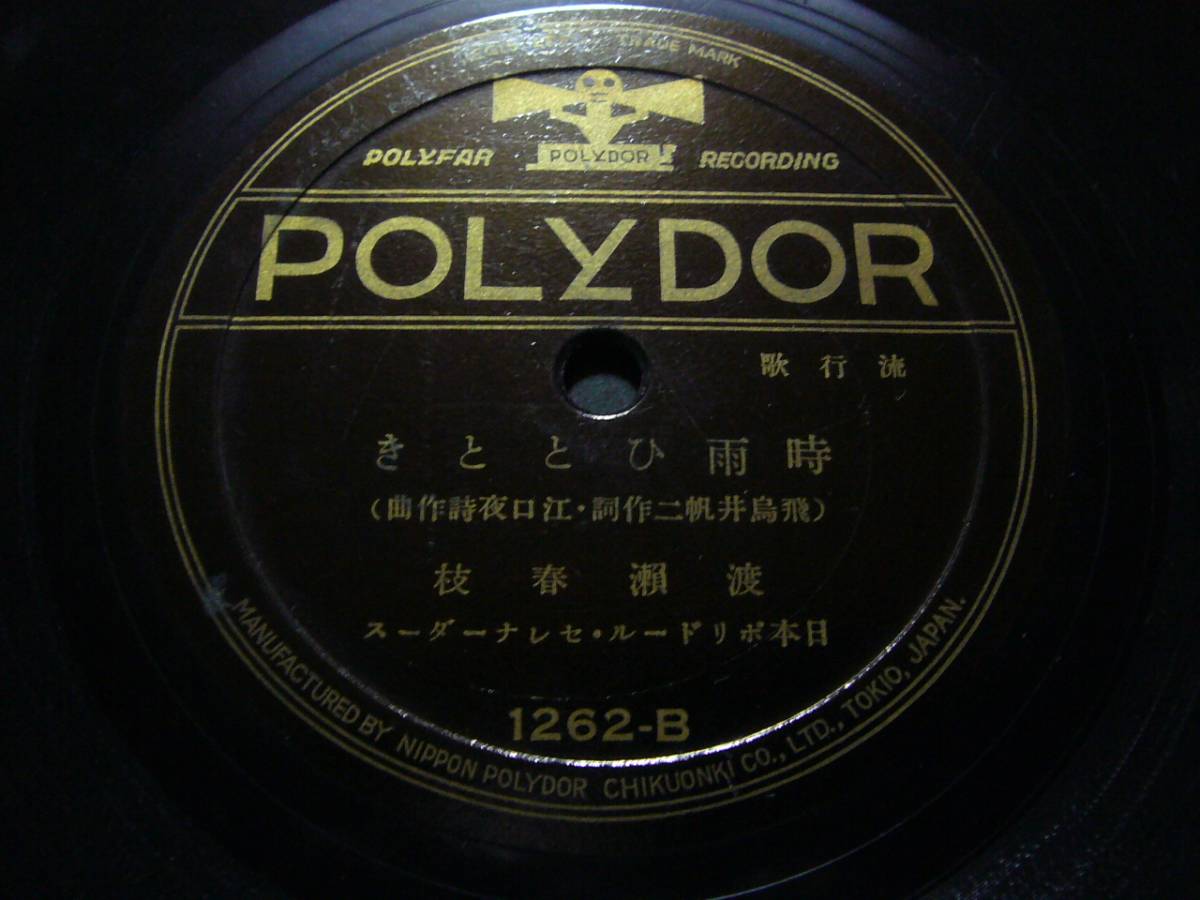 REGISTERED TRADE MARK
POLYFAR POLYDOR RECORDING
POLYDOR
流行歌
時雨ひととき
(飛鳥井帆二作詞・江口夜詩作曲)
渡瀬春枝
日本ポリドール・セレナーダース
1262-B
MANUFACTURED BY NIPPON POLYDOR CHIKUONKI CO., LTD., TOKIO, JAPAN.